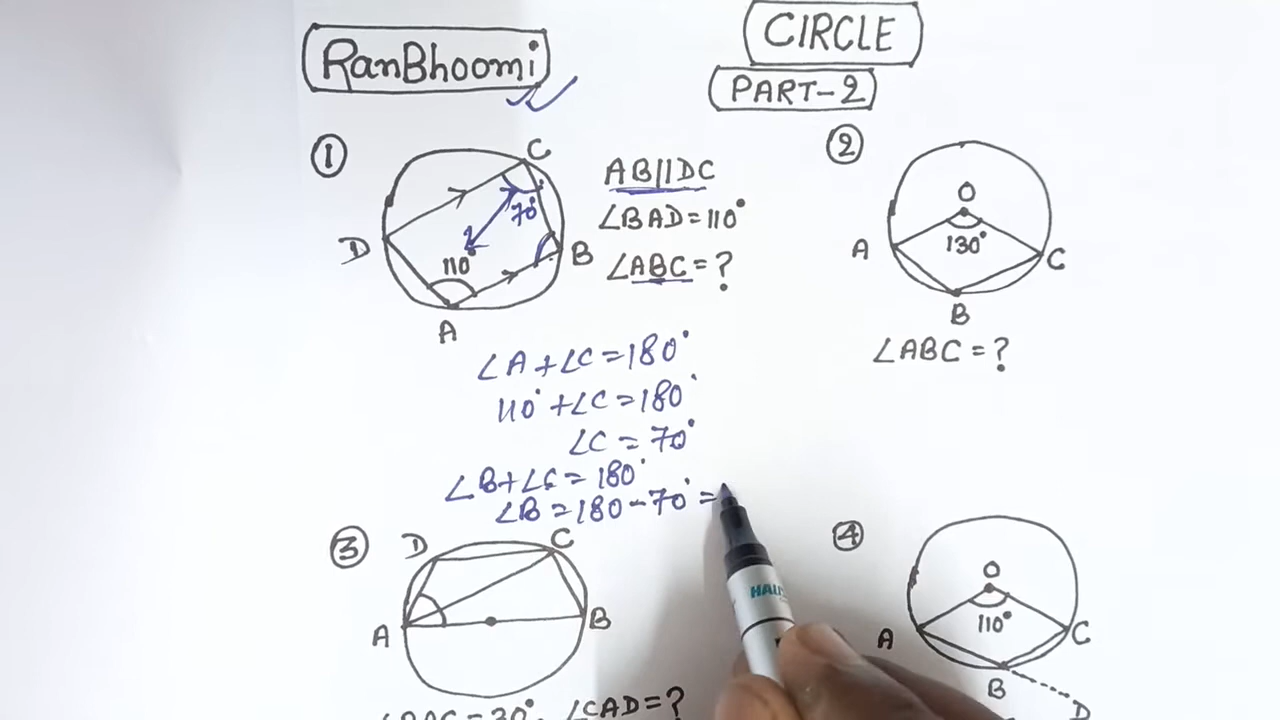 RanBhoomi
CIRCLE
PART-2
①
C
D
B
A
70°
110°
AB||DC
∠BAD=110°
∠ABC=?
∠A+∠C=180°
110°+∠C=180°
∠C=70°
∠B+∠C=180°
∠B=180-70°=
②
O
130°
A
C
B
∠ABC=?
③
D
C
A
B
∠CAD=?
④
O
110°
A
C
B
D